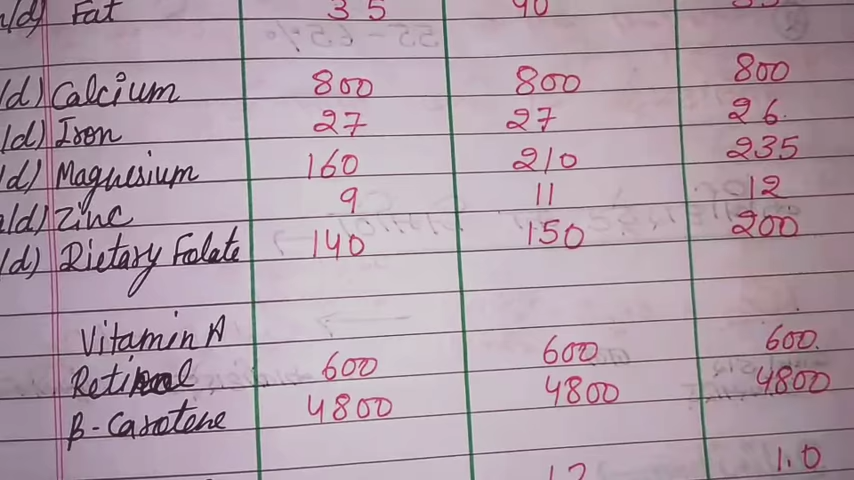 /d) Fat 35 40
/d) Calcium 800 800 800
/d) Iron 27 27 26.
/d) Magnesium 160 210 235
/d) Zinc 9 11 12
/d) Dietary Folate 140 150 200
Vitamin A
Retinol 600 600 600.
β-Carotene 4800 4800 4800
1.0